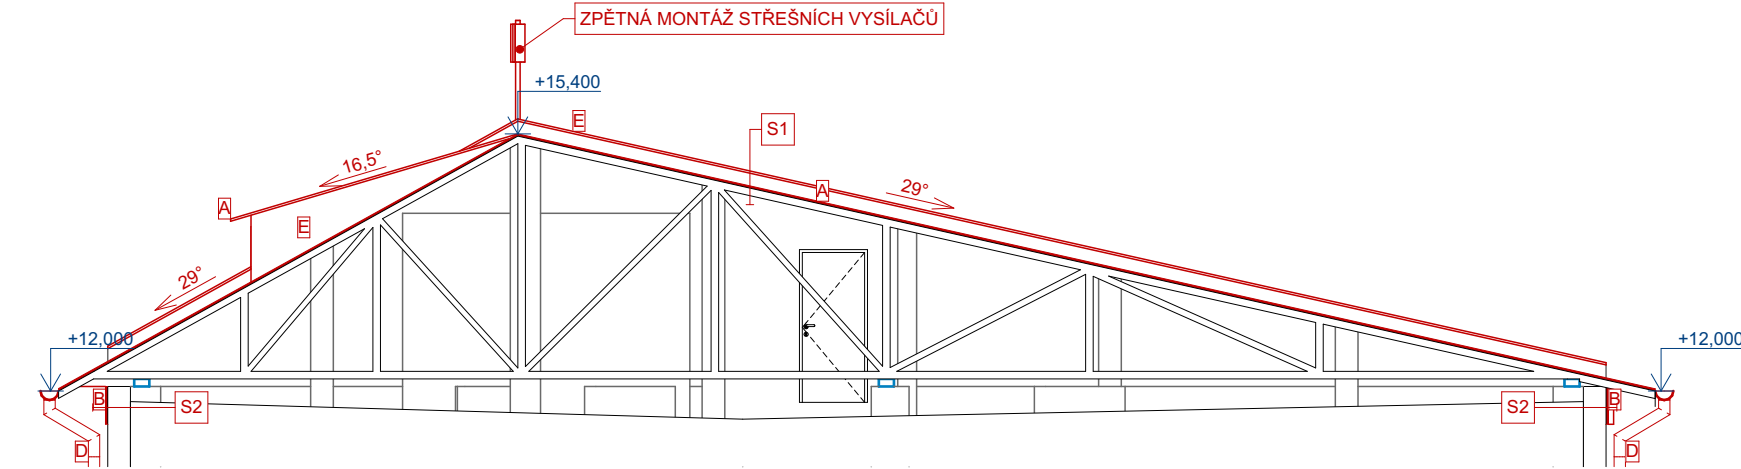 ZPĚTNÁ MONTÁŽ STŘEŠNÍCH VYSÍLAČŮ
+15,400
E
S1
16,5°
A
29°
A
E
29°
+12,000
+12,000
B
S2
S2
B
D
D